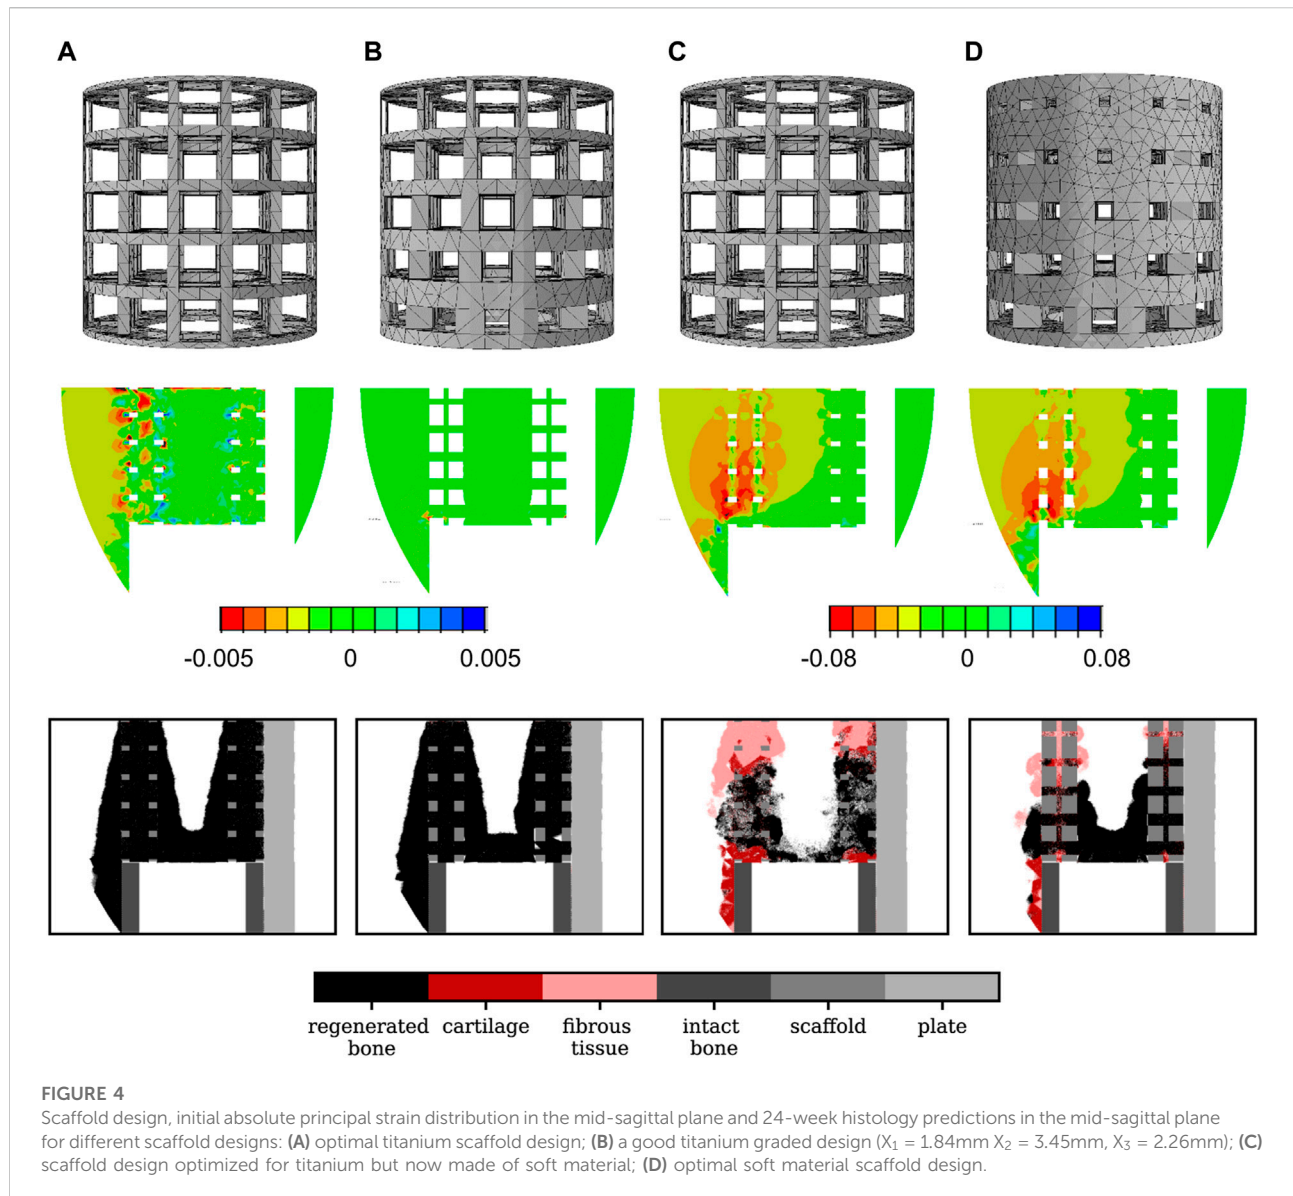 A B C D
-0.005 0 0.005
-0.08 0 0.08
regenerated bone
cartilage
fibrous tissue
intact bone
scaffold
plate
FIGURE 4
Scaffold design, initial absolute principal strain distribution in the mid-sagittal plane and 24-week histology predictions in the mid-sagittal plane
for different scaffold designs: (A) optimal titanium scaffold design; (B) a good titanium graded design (X₁ = 1.84mm X₂ = 3.45mm, X₃ = 2.26mm); (C)
scaffold design optimized for titanium but now made of soft material; (D) optimal soft material scaffold design.